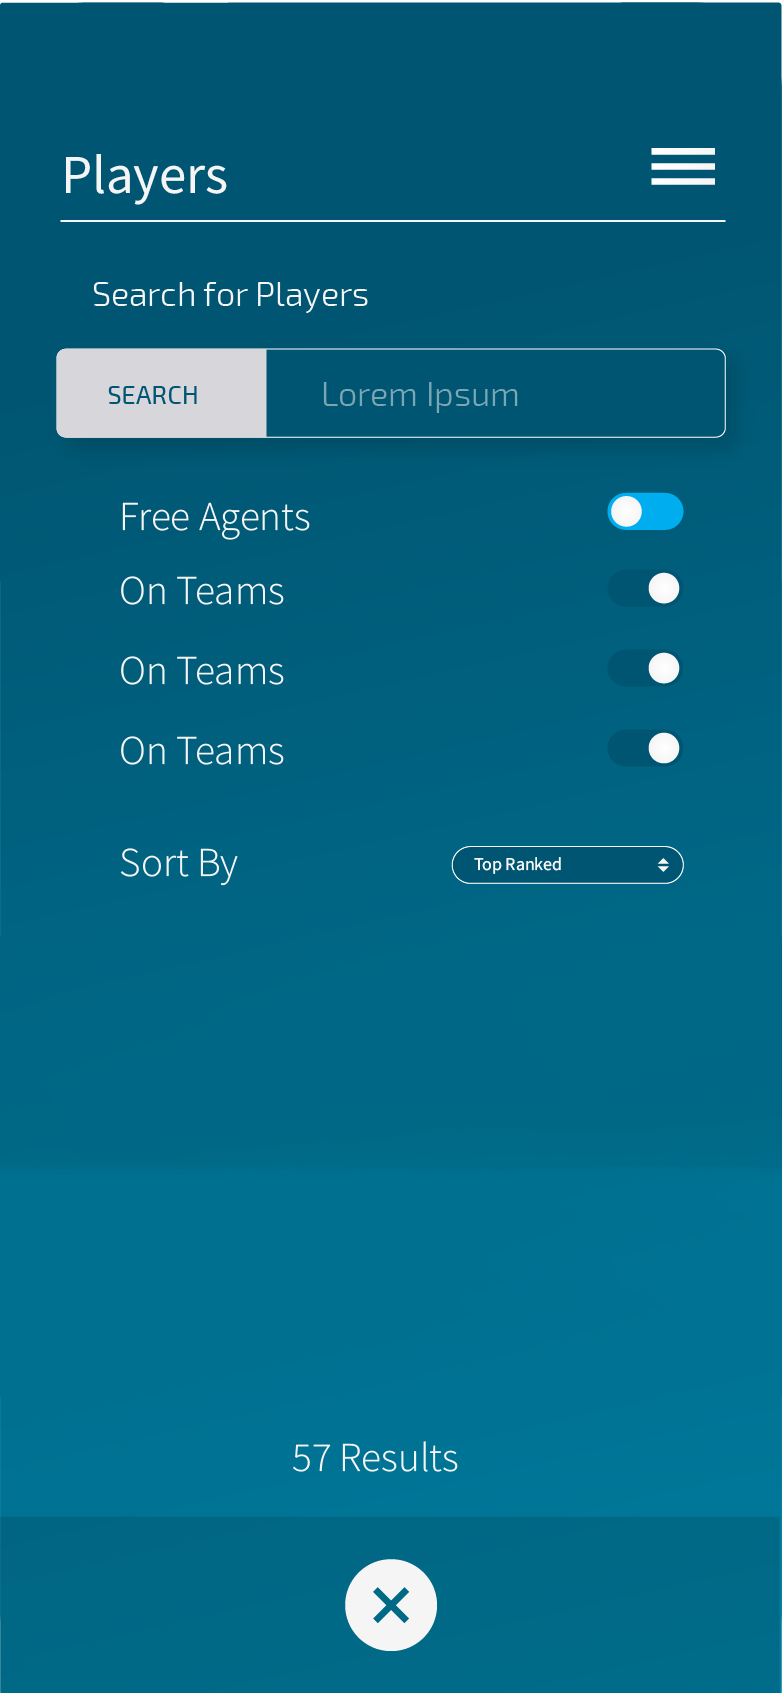 Players
Search for Players
SEARCH
Lorem Ipsum
Free Agents
On Teams
On Teams
On Teams
Sort By
Top Ranked
57 Results